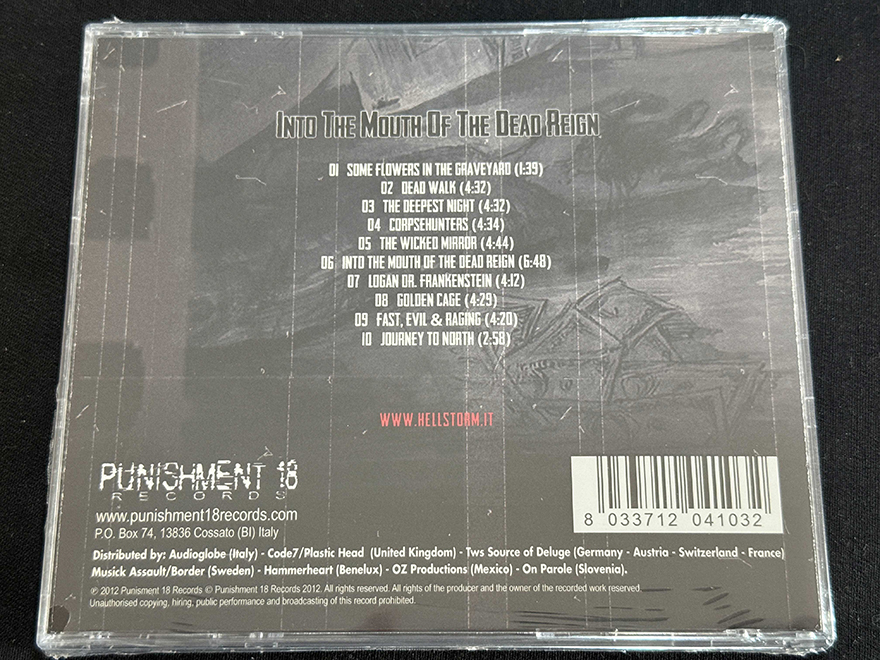 INTO THE MOUTH OF THE DEAD REIGN
01 SOME FLOWERS IN THE GRAVEYARD (1:39)
02 DEAD WALK (4:32)
03 THE DEEPEST NIGHT (4:32)
04 CORPSEHUNTERS (4:34)
05 THE WICKED MIRROR (4:44)
06 INTO THE MOUTH OF THE DEAD REIGN (6:48)
07 LOGAN DR. FRANKENSTEIN (4:12)
08 GOLDEN CAGE (4:29)
09 FAST, EVIL & RAGING (4:20)
10 JOURNEY TO NORTH (2:58)
WWW.HELLSTORM.IT
PUNISHMENT 18
RECORDS
www.punishment18records.com
P.O. Box 74, 13836 Cossato (BI) Italy
8 033712 041032
Distributed by: Audioglobe (Italy) - Code7/Plastic Head (United Kingdom) - Tws Source of Deluge (Germany - Austria - Switzerland - France)
Musick Assault/Border (Sweden) - Hammerheart (Benelux) - OZ Productions (Mexico) - On Parole (Slovenia).
℗ 2012 Punisment 18 Records © Punishment 18 Records 2012. All rights reserved. All rights of the producer and the owner of the recorded work reserved.
Unauthorised copying, hiring, public performance and broadcasting of this record prohibited.